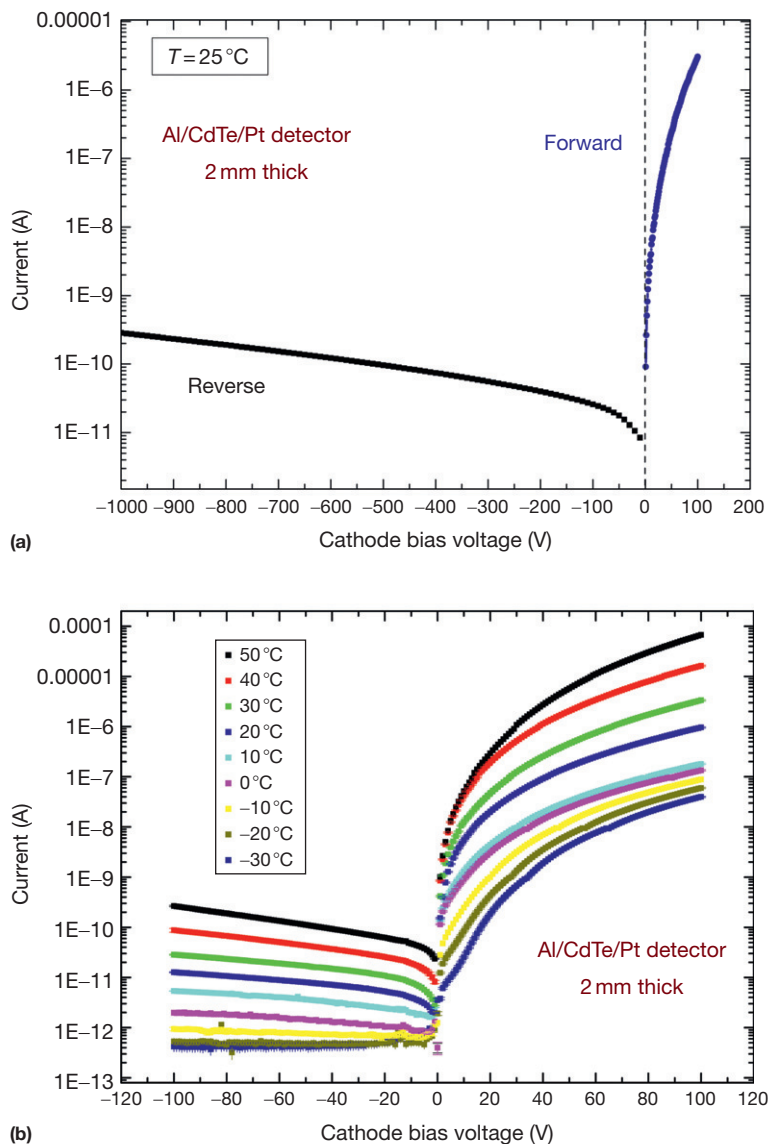 0.00001
1E–6
1E–7
1E–8
1E–9
1E–10
1E–11
Current (A)
T = 25 °C
Al/CdTe/Pt detector
2 mm thick
Forward
Reverse
–1000 –900 –800 –700 –600 –500 –400 –300 –200 –100 0 100 200
Cathode bias voltage (V)
(a)
0.0001
0.00001
1E–6
1E–7
1E–8
1E–9
1E–10
1E–11
1E–12
1E–13
Current (A)
50 °C
40 °C
30 °C
20 °C
10 °C
0 °C
–10 °C
–20 °C
–30 °C
Al/CdTe/Pt detector
2 mm thick
–120 –100 –80 –60 –40 –20 0 20 40 60 80 100 120
Cathode bias voltage (V)
(b)